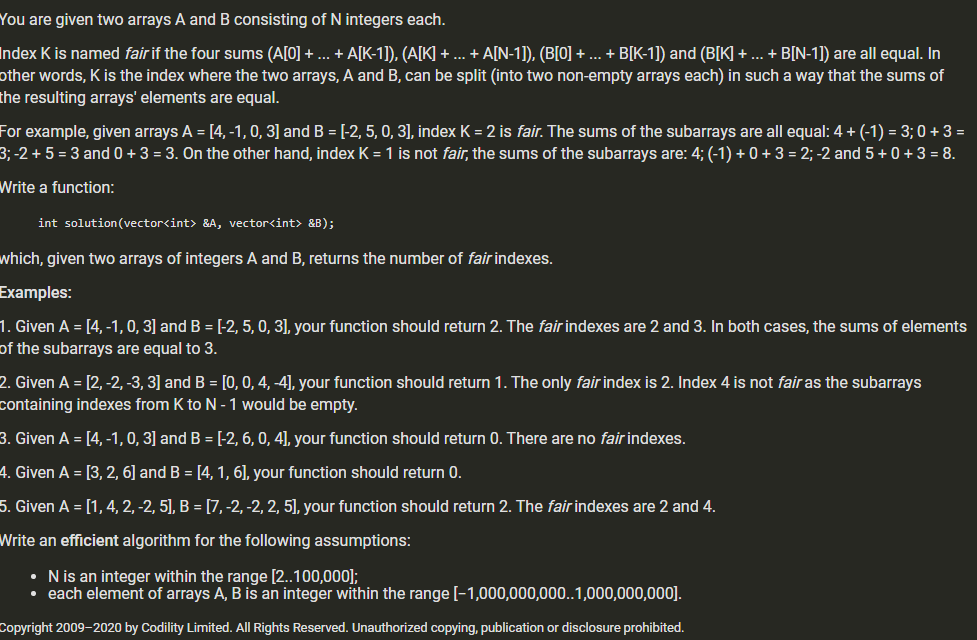 You are given two arrays A and B consisting of N integers each.
Index K is named fair if the four sums (A[0] + ... + A[K-1]), (A[K] + ... + A[N-1]), (B[0] + ... + B[K-1]) and (B[K] + ... + B[N-1]) are all equal. In
other words, K is the index where the two arrays, A and B, can be split (into two non-empty arrays each) in such a way that the sums of
the resulting arrays' elements are equal.
For example, given arrays A = [4, -1, 0, 3] and B = [-2, 5, 0, 3], index K = 2 is fair. The sums of the subarrays are all equal: 4 + (-1) = 3; 0 + 3 =
3; -2 + 5 = 3 and 0 + 3 = 3. On the other hand, index K = 1 is not fair, the sums of the subarrays are: 4; (-1) + 0 + 3 = 2; -2 and 5 + 0 + 3 = 8.
Write a function:
int solution(vector<int> &A, vector<int> &B);
which, given two arrays of integers A and B, returns the number of fair indexes.
Examples:
1. Given A = [4, -1, 0, 3] and B = [-2, 5, 0, 3], your function should return 2. The fair indexes are 2 and 3. In both cases, the sums of elements
of the subarrays are equal to 3.
2. Given A = [2, -2, -3, 3] and B = [0, 0, 4, -4], your function should return 1. The only fair index is 2. Index 4 is not fair as the subarrays
containing indexes from K to N - 1 would be empty.
3. Given A = [4, -1, 0, 3] and B = [-2, 6, 0, 4], your function should return 0. There are no fair indexes.
4. Given A = [3, 2, 6] and B = [4, 1, 6], your function should return 0.
5. Given A = [1, 4, 2, -2, 5], B = [7, -2, -2, 2, 5], your function should return 2. The fair indexes are 2 and 4.
Write an efficient algorithm for the following assumptions:
• N is an integer within the range [2..100,000];
• each element of arrays A, B is an integer within the range [−1,000,000,000..1,000,000,000].
Copyright 2009–2020 by Codility Limited. All Rights Reserved. Unauthorized copying, publication or disclosure prohibited.